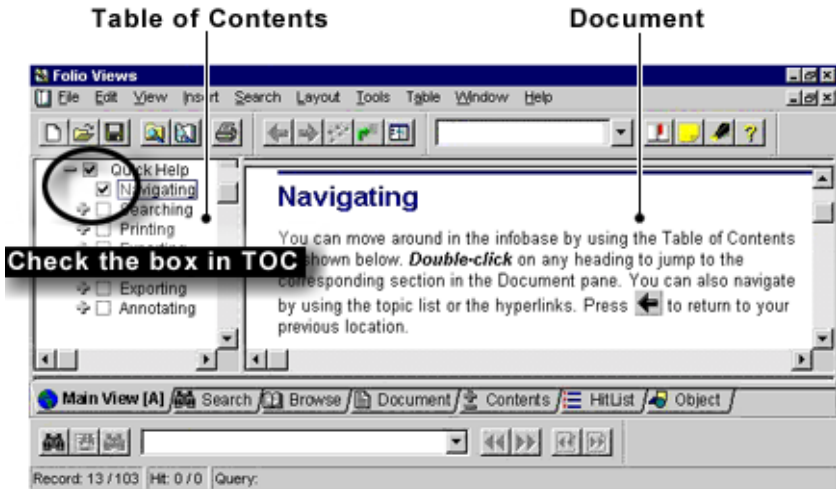 Table of Contents Document
Folio Views
File Edit View Insert Search Layout Tools Table Window Help
Quick Help
Navigating
Searching
Printing
Check the box in TOC
Exporting
Annotating
Navigating
You can move around in the infobase by using the Table of Contents
shown below. Double-click on any heading to jump to the
corresponding section in the Document pane. You can also navigate
by using the topic list or the hyperlinks. Press to return to your
previous location.
Main View [A] Search Browse Document Contents HitList Object
Record: 13 / 103 Hit: 0 / 0 Query: